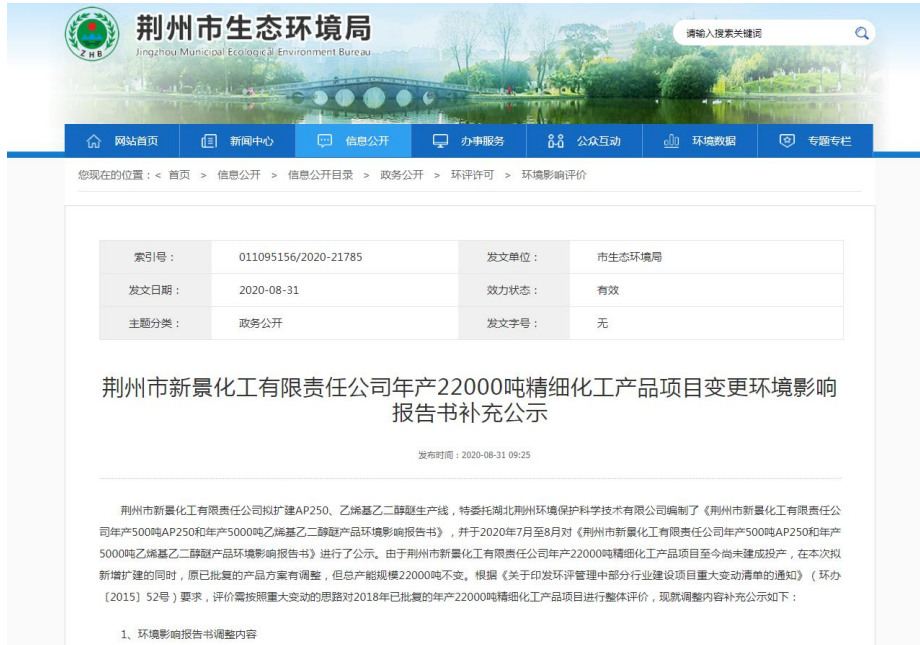 荆州市生态环境局
Jingzhou Municipal Ecological Environment Bureau
ZHB
请输入搜素关键词
网站首页 新闻中心 信息公开 办事服务 公众互动 环境数据 专题专栏
您现在的位置：< 首页 > 信息公开 > 信息公开目录 > 政务公开 > 环评许可 > 环境影响评价
索引号： 011095156/2020-21785 发文单位： 市生态环境局
发文日期： 2020-08-31 效力状态： 有效
主题分类： 政务公开 发文字号： 无
荆州市新景化工有限责任公司年产22000吨精细化工产品项目变更环境影响
报告书补充公示
发布时间：2020-08-31 09:25
荆州市新景化工有限责任公司拟扩建AP250、乙烯基乙二醇醚生产线，特委托湖北荆州环境保护科学技术有限公司编制了《荆州市新景化工有限责任公
司年产500吨AP250和年产5000吨乙烯基乙二醇醚产品环境影响报告书》，并于2020年7月至8月对《荆州市新景化工有限责任公司年产500吨AP250和年产
5000吨乙烯基乙二醇醚产品环境影响报告书》进行了公示。由于荆州市新景化工有限责任公司年产22000吨精细化工产品项目至今尚未建成投产，在本次拟
新增扩建的同时，原已批复的产品方案有调整，但总产能规模22000吨不变。根据《关于印发环评管理中部分行业建设项目重大变动清单的通知》（环办
〔2015〕52号）要求，评价需按照重大变动的思路对2018年已批复的年产22000吨精细化工产品项目进行整体评价，现就调整内容补充公示如下：
1、环境影响报告书调整内容